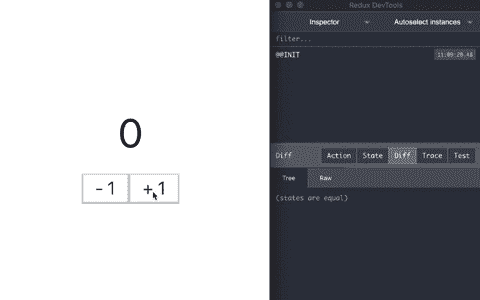 Redux DevTools
Inspector Autoselect instances
filter...
@@INIT 11:09:20.48
0
-1 +1
Diff Action State Diff Trace Test
Tree Raw
(states are equal)